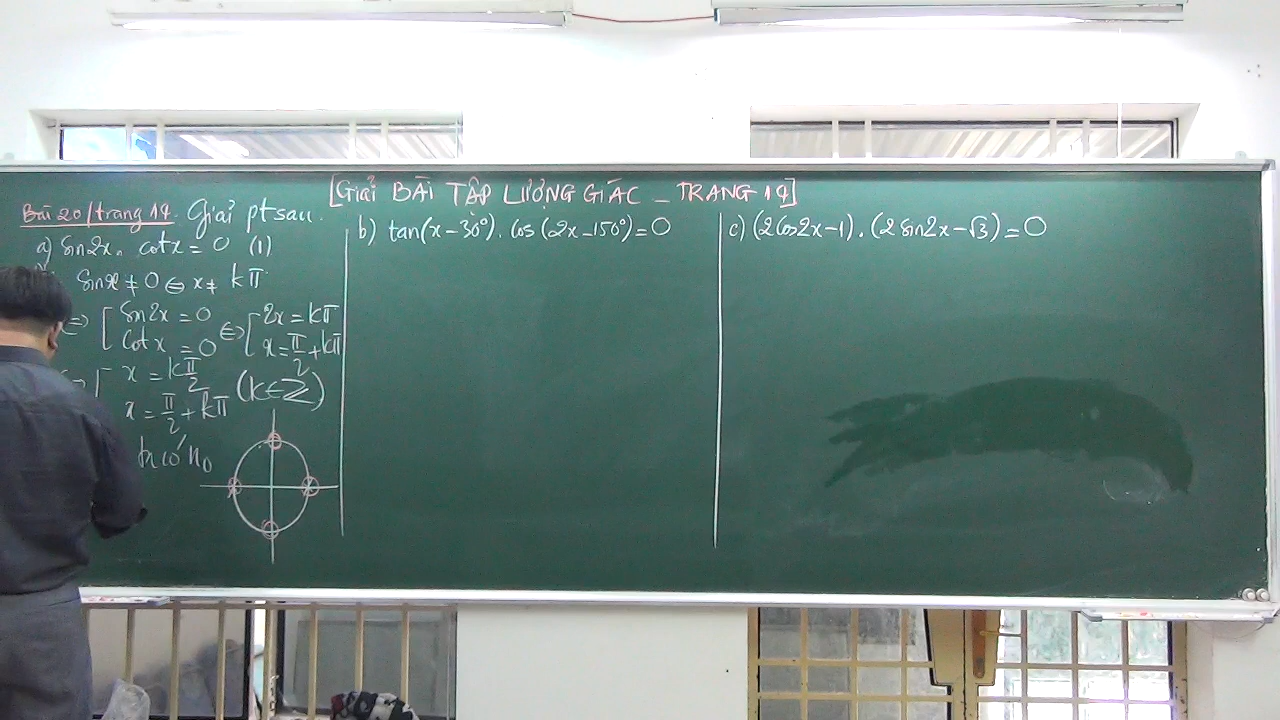 [Giải BÀI TẬP LƯỢNG GIÁC _ TRANG 14]
Bài 20/trang 14. Giải pt sau.
a) Sin2x. cotx = 0 (1)
Sinx ≠ 0 ⇔ x ≠ kπ
⇔ [ Sin2x = 0 ⇔ [ 2x = kπ
Cotx = 0 x = π/2 + kπ
[ x = kπ/2 (k∈Z)
x = π/2 + kπ
b) tan(x-30°). Cos(2x-150°) = 0
c) (2Cos2x-1).(2Sin2x-√3) = 0